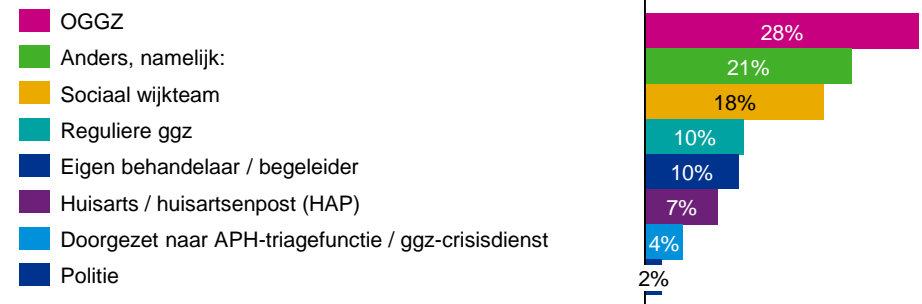 OGGZ 28%
Anders, namelijk: 21%
Sociaal wijkteam 18%
Reguliere ggz 10%
Eigen behandelaar / begeleider 10%
Huisarts / huisartsenpost (HAP) 7%
Doorgezet naar APH-triagefunctie / ggz-crisisdienst 4%
Politie 2%